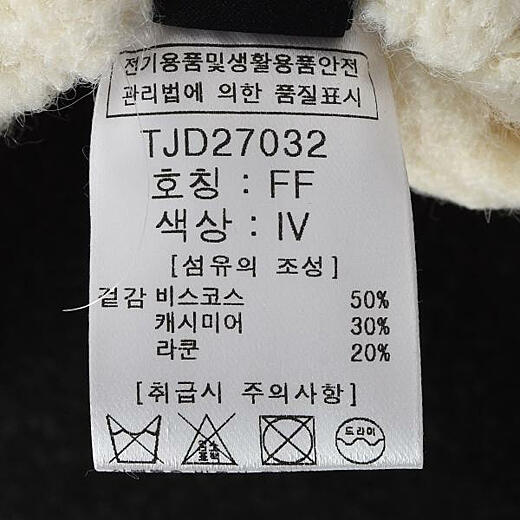 전기용품및생활용품안전
관리법에 의한 품질표시
TJD27032
호칭 : FF
색상 : IV
[섬유의 조성]
겉감 비스코스 50%
캐시미어 30%
라쿤 20%
[취급시 주의사항]
드라이